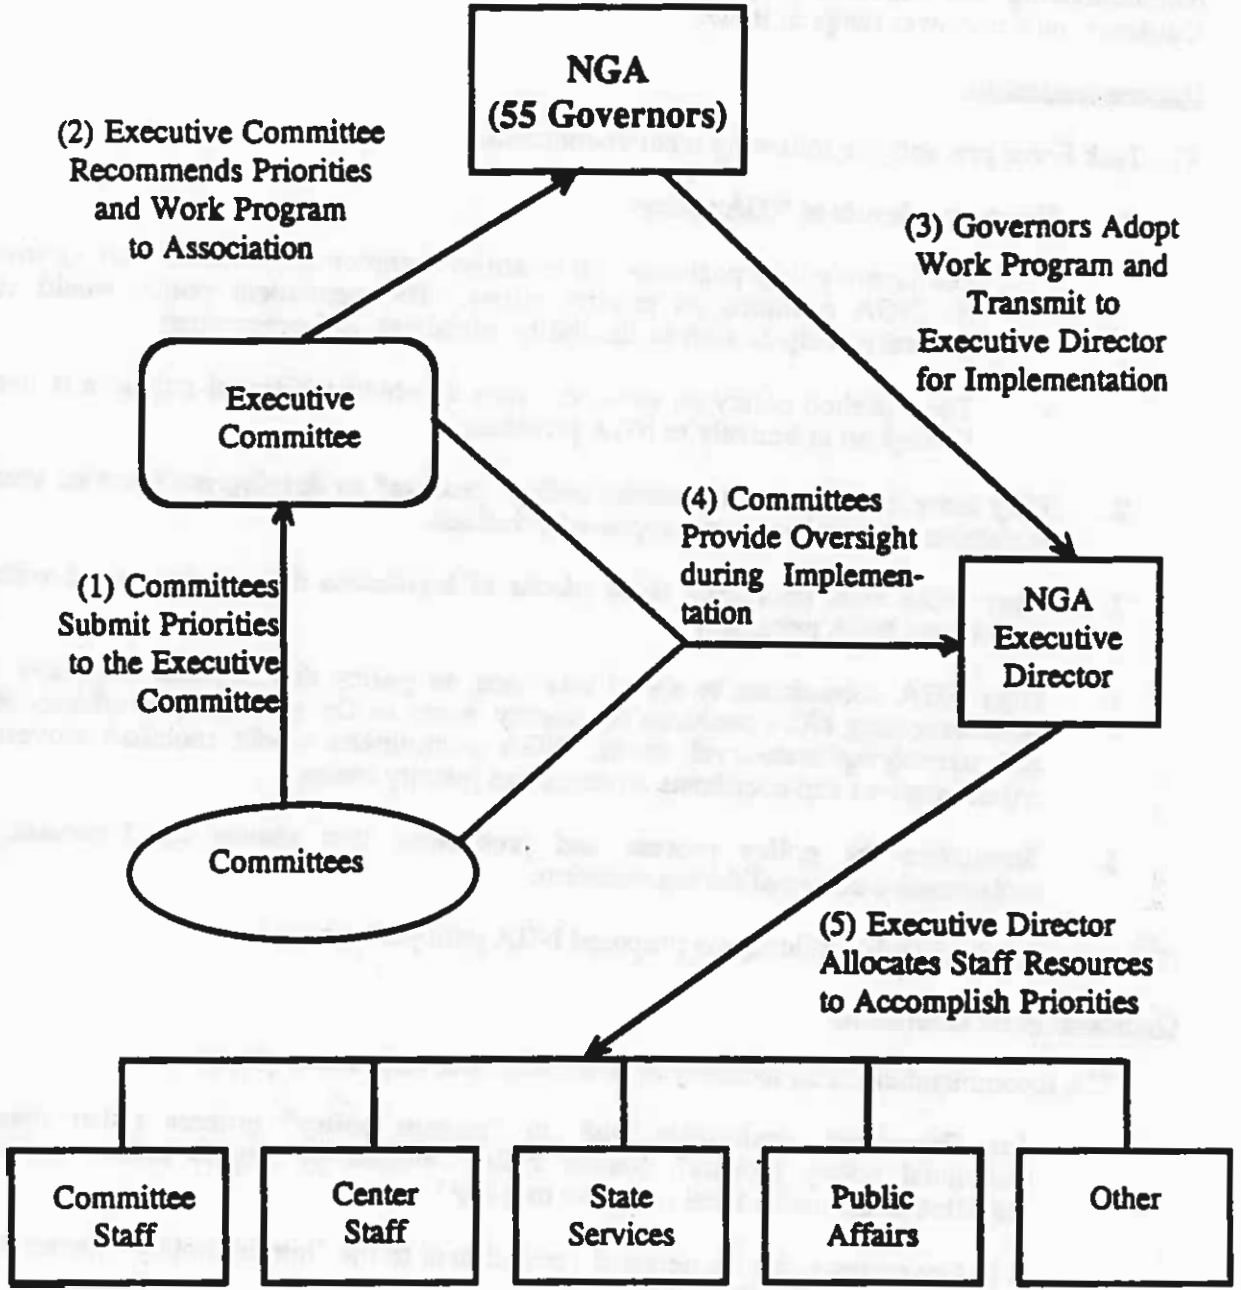 NGA
(55 Governors)
(2) Executive Committee
Recommends Priorities
and Work Program
to Association
(3) Governors Adopt
Work Program and
Transmit to
Executive Director
for Implementation
Executive
Committee
(4) Committees
Provide Oversight
during Implemen-
tation
(1) Committees
Submit Priorities
to the Executive
Committee
NGA
Executive
Director
Committees
(5) Executive Director
Allocates Staff Resources
to Accomplish Priorities
Committee
Staff
Center
Staff
State
Services
Public
Affairs
Other